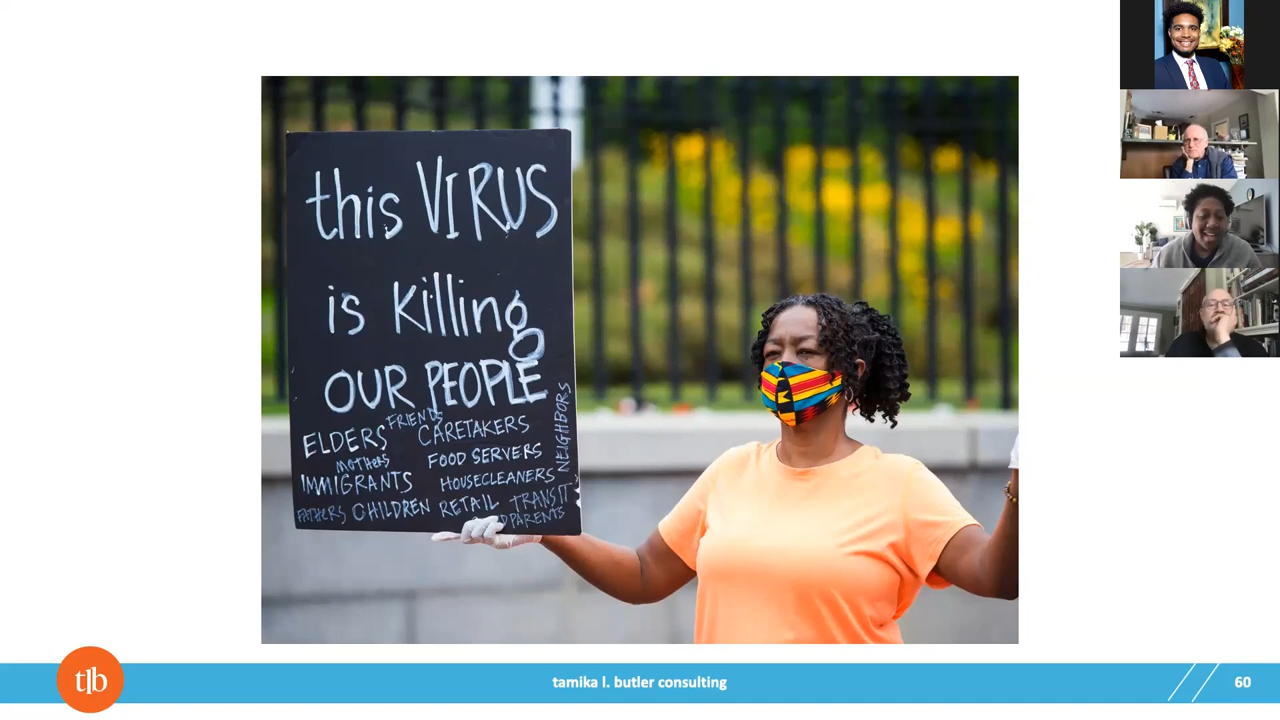 this VIRUS
is killing
OUR PEOPLE
FRIENDS
ELDERS CARETAKERS
NEIGHBORS
MOTHERS FOOD SERVERS
IMMIGRANTS HOUSECLEANERS
FATHERS CHILDREN RETAIL TRANSIT
tlb
tamika l. butler consulting
60